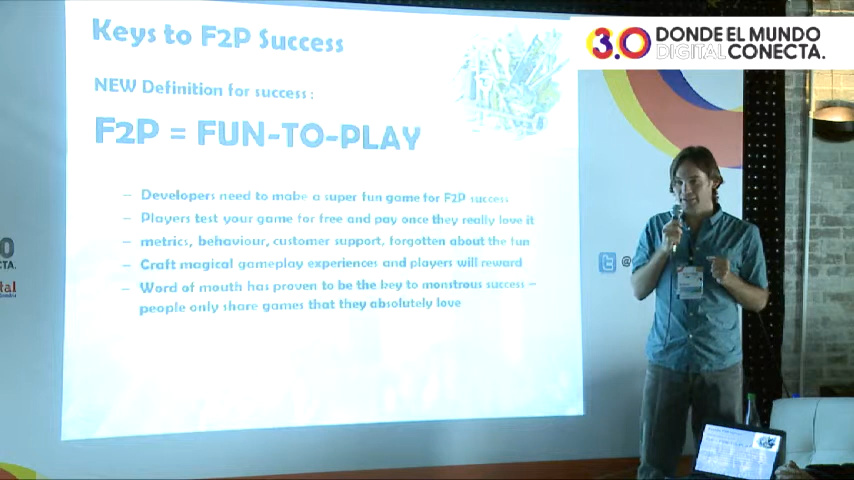 Keys to F2P Success
NEW Definition for success:
F2P = FUN-TO-PLAY
– Developers need to make a super fun game for F2P success
– Players test your game for free and pay once they really love it
– metrics, behaviour, customer support, forgotten about the fun
– Craft magical gameplay experiences and players will reward
– Word of mouth has proven to be the key to monstrous success –
people only share games that they absolutely love
3.0 DONDE EL MUNDO
DIGITAL CONECTA.
@